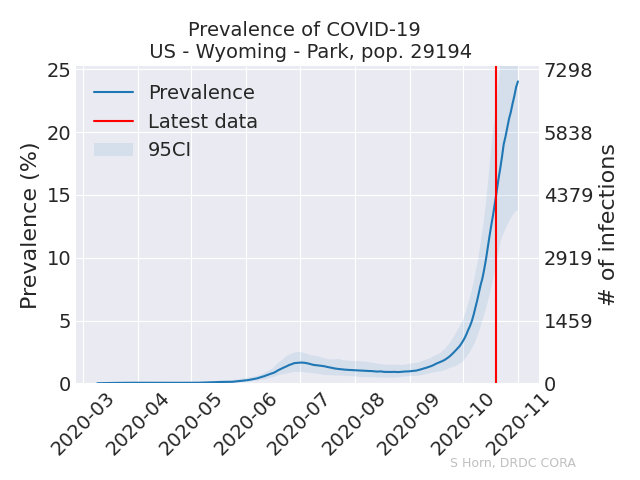 Prevalence of COVID-19
US - Wyoming - Park, pop. 29194
25
20
15
10
5
0
Prevalence (%)
Prevalence
Latest data
95CI
7298
5838
4379
2919
1459
0
# of infections
2020-03
2020-04
2020-05
2020-06
2020-07
2020-08
2020-09
2020-10
2020-11
S Horn, DRDC CORA